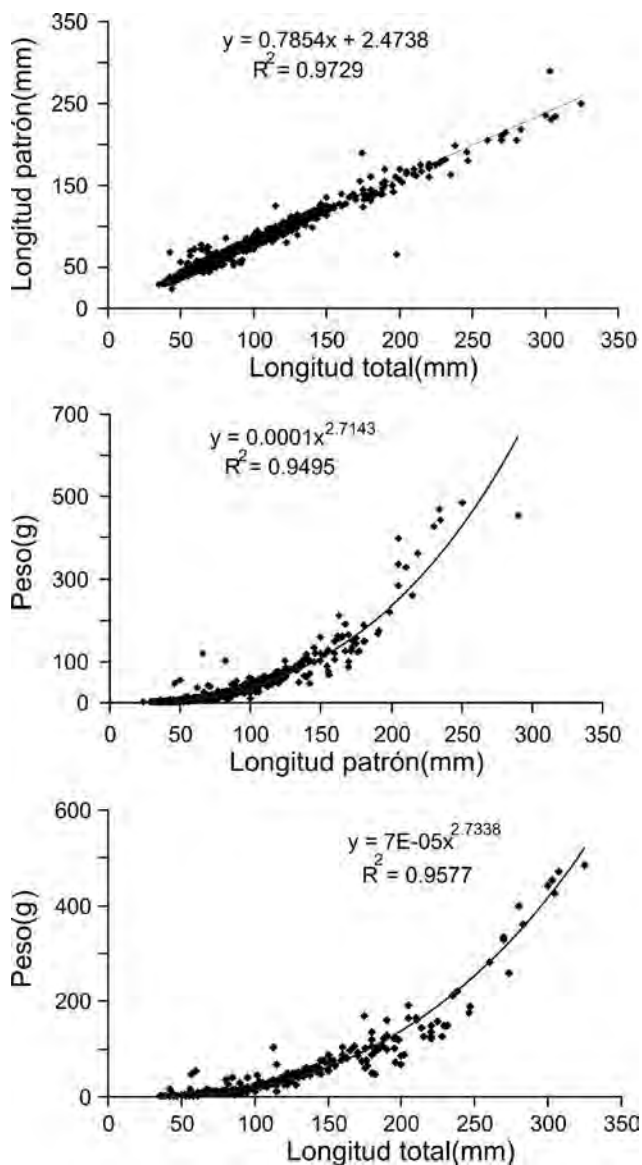 350
y = 0.7854x + 2.4738
R² = 0.9729
250
150
50
0
Longitud patrón(mm)
0 50 100 150 200 250 300 350
Longitud total(mm)
700
y = 0.0001x^2.7143
R² = 0.9495
500
300
100
0
Peso(g)
0 50 100 150 200 250 300 350
Longitud patrón(mm)
600
y = 7E-05x^2.7338
R² = 0.9577
400
200
0
Peso(g)
0 50 100 150 200 250 300 350
Longitud total(mm)